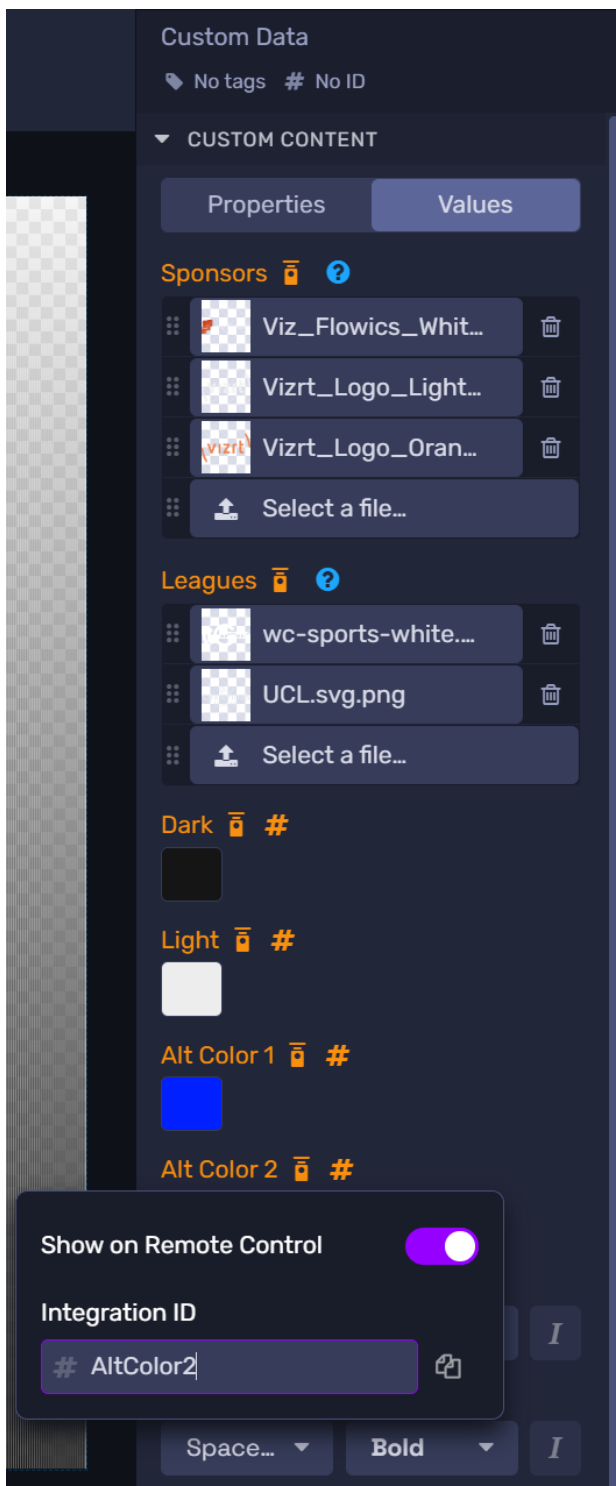 Custom Data
No tags # No ID
CUSTOM CONTENT
Properties Values
Sponsors ?
Viz_Flowics_Whit...
Vizrt_Logo_Light...
vizrt Vizrt_Logo_Oran...
Select a file...
Leagues ?
wc-sports-white....
UCL.svg.png
Select a file...
Dark #
Light #
Alt Color 1 #
Alt Color 2 #
Show on Remote Control
Integration ID
# AltColor2
I
Space... Bold I